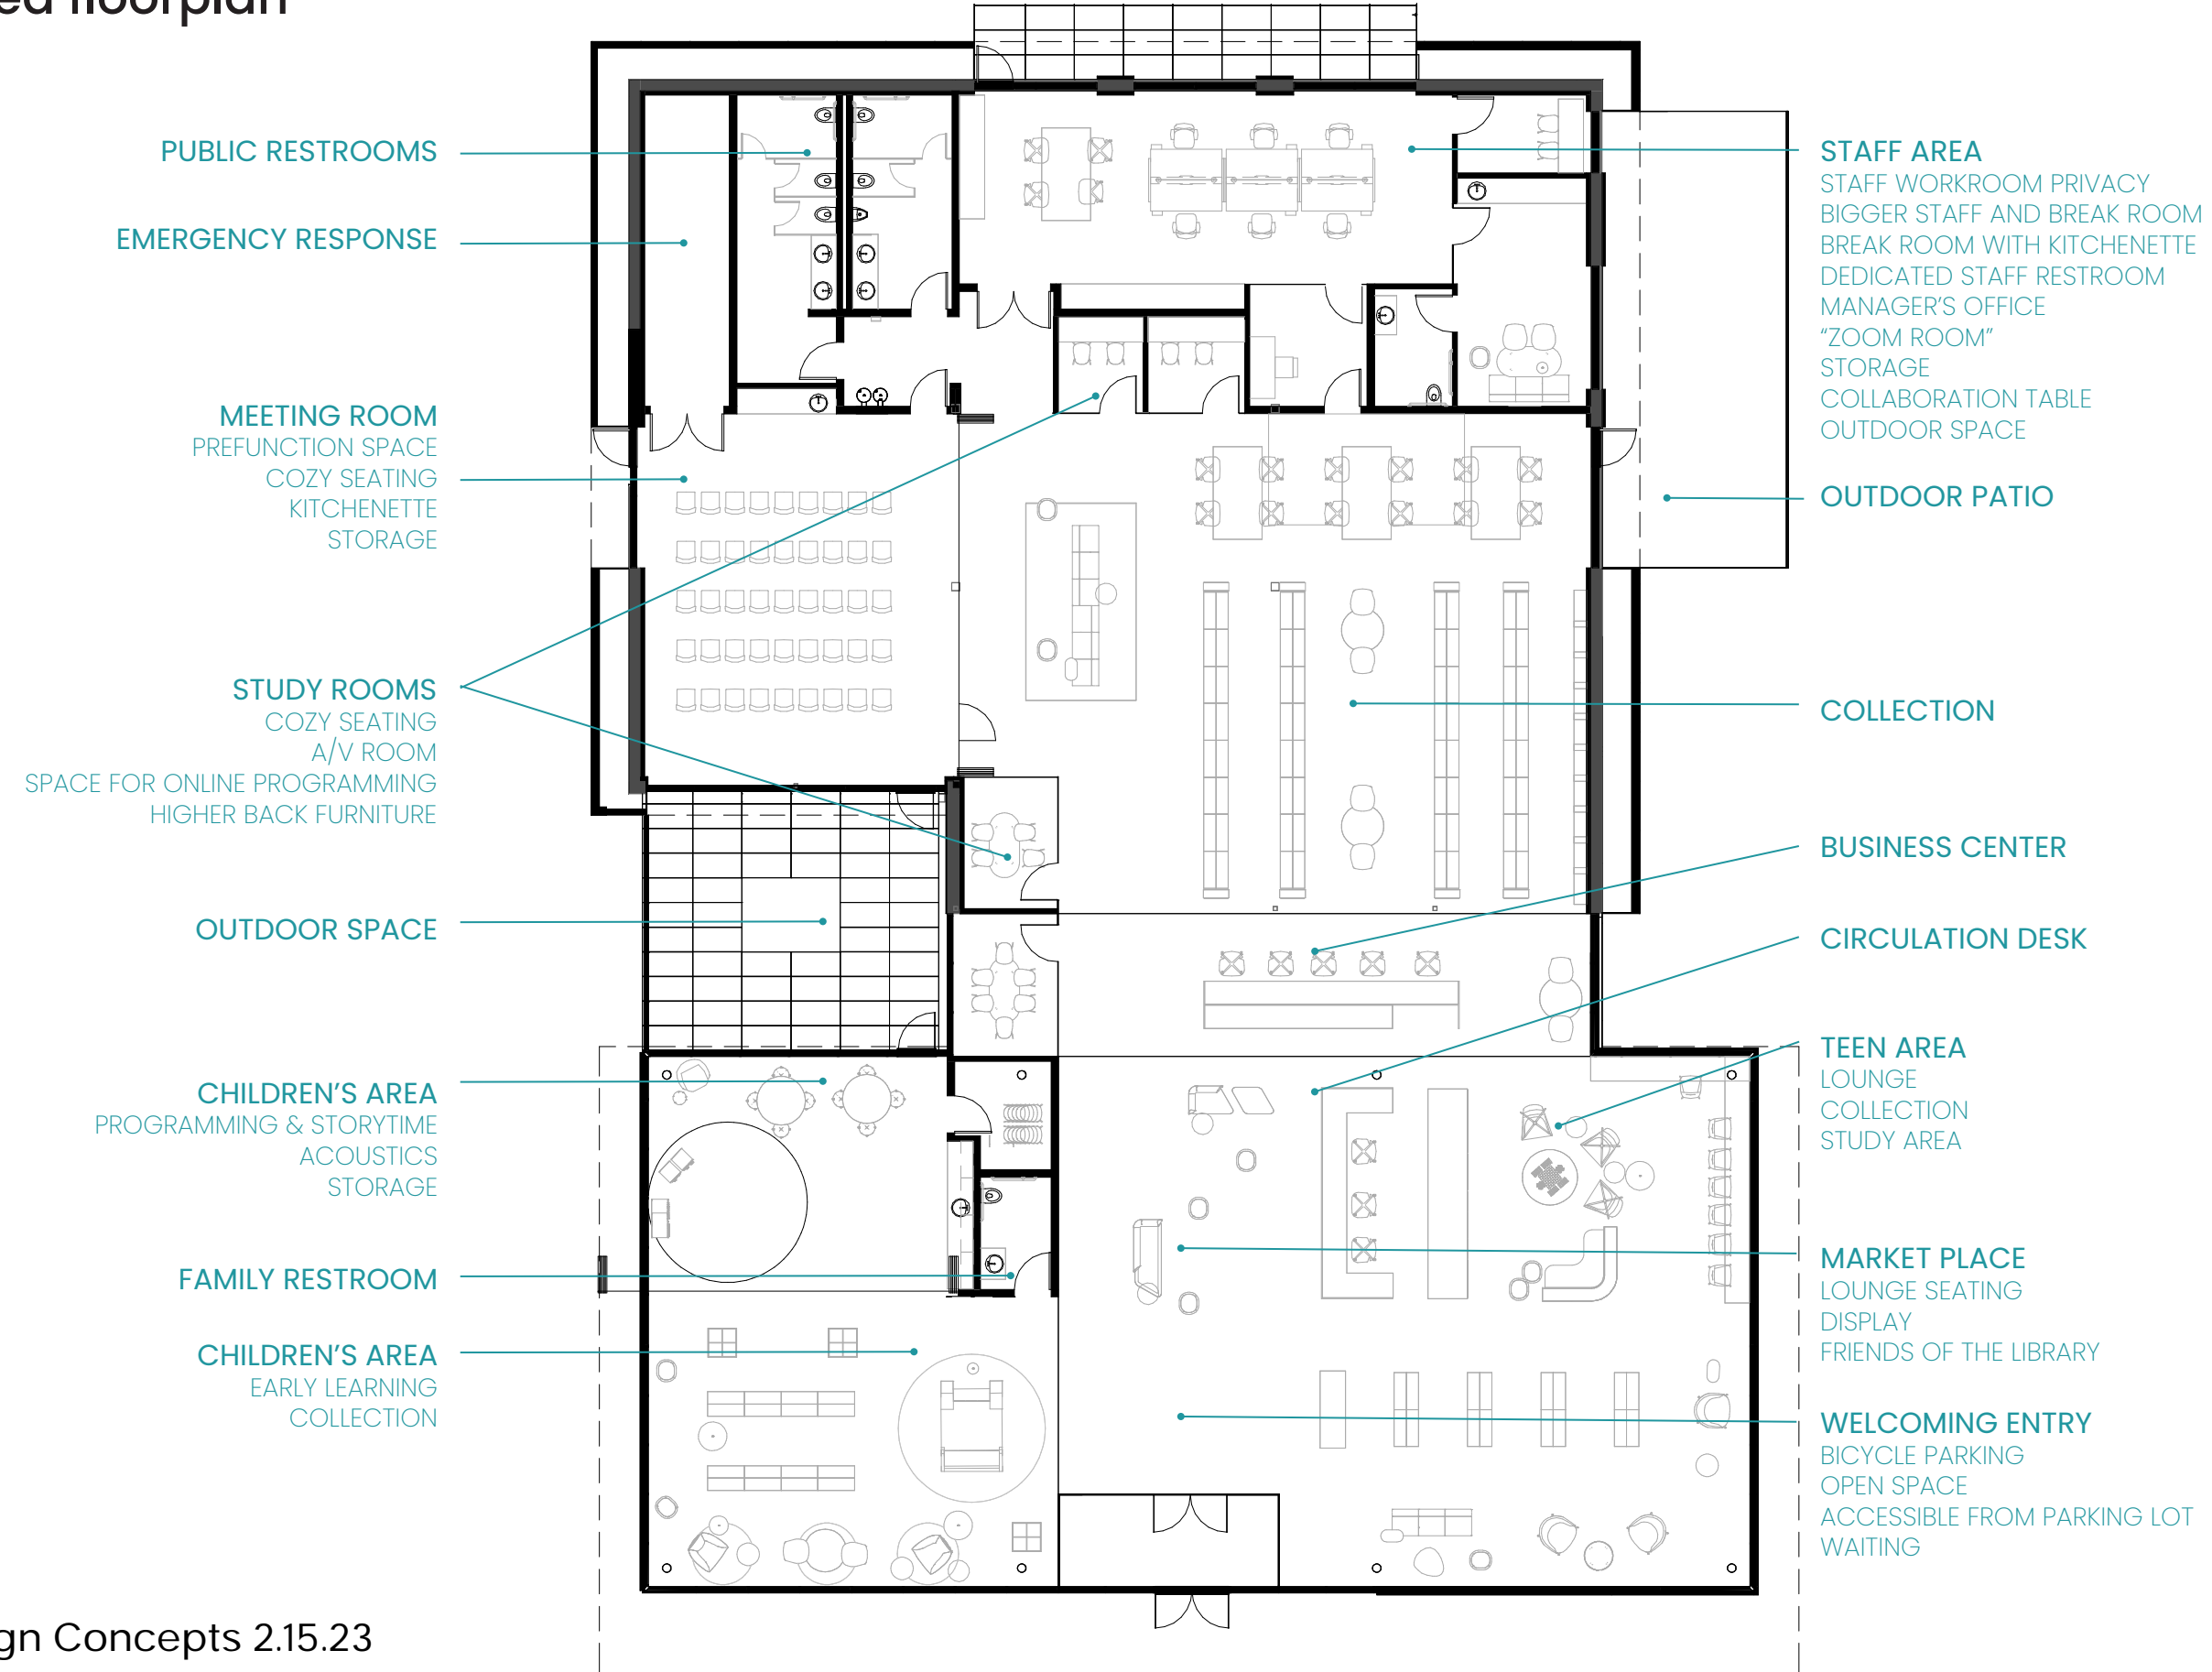 ed floorplan
PUBLIC RESTROOMS
EMERGENCY RESPONSE
MEETING ROOM
PREFUNCTION SPACE
COZY SEATING
KITCHENETTE
STORAGE
STUDY ROOMS
COZY SEATING
A/V ROOM
SPACE FOR ONLINE PROGRAMMING
HIGHER BACK FURNITURE
OUTDOOR SPACE
CHILDREN'S AREA
PROGRAMMING & STORYTIME
ACOUSTICS
STORAGE
FAMILY RESTROOM
CHILDREN'S AREA
EARLY LEARNING
COLLECTION
STAFF AREA
STAFF WORKROOM PRIVACY
BIGGER STAFF AND BREAK ROOM
BREAK ROOM WITH KITCHENETTE
DEDICATED STAFF RESTROOM
MANAGER'S OFFICE
“ZOOM ROOM”
STORAGE
COLLABORATION TABLE
OUTDOOR SPACE
OUTDOOR PATIO
COLLECTION
BUSINESS CENTER
CIRCULATION DESK
TEEN AREA
LOUNGE
COLLECTION
STUDY AREA
MARKET PLACE
LOUNGE SEATING
DISPLAY
FRIENDS OF THE LIBRARY
WELCOMING ENTRY
BICYCLE PARKING
OPEN SPACE
ACCESSIBLE FROM PARKING LOT
WAITING
gn Concepts 2.15.23